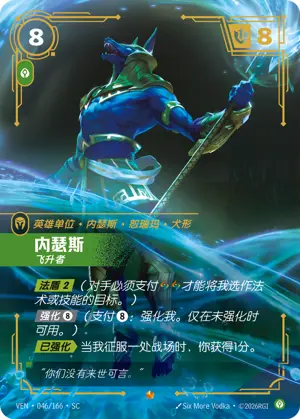 8
8
英雄单位·内瑟斯·恕瑞玛·犬形
内瑟斯
飞升者
法盾 2 （对手必须支付才能将我选作法
术或技能的目标。）
强化 8 （支付 8 ：强化我。仅在未强化时
可用。）
已强化 当我征服一处战场时，你获得1分。
“你们没有未世可言。”
VEN · 046/166 · SC
Six More Vodka ©2026RGI